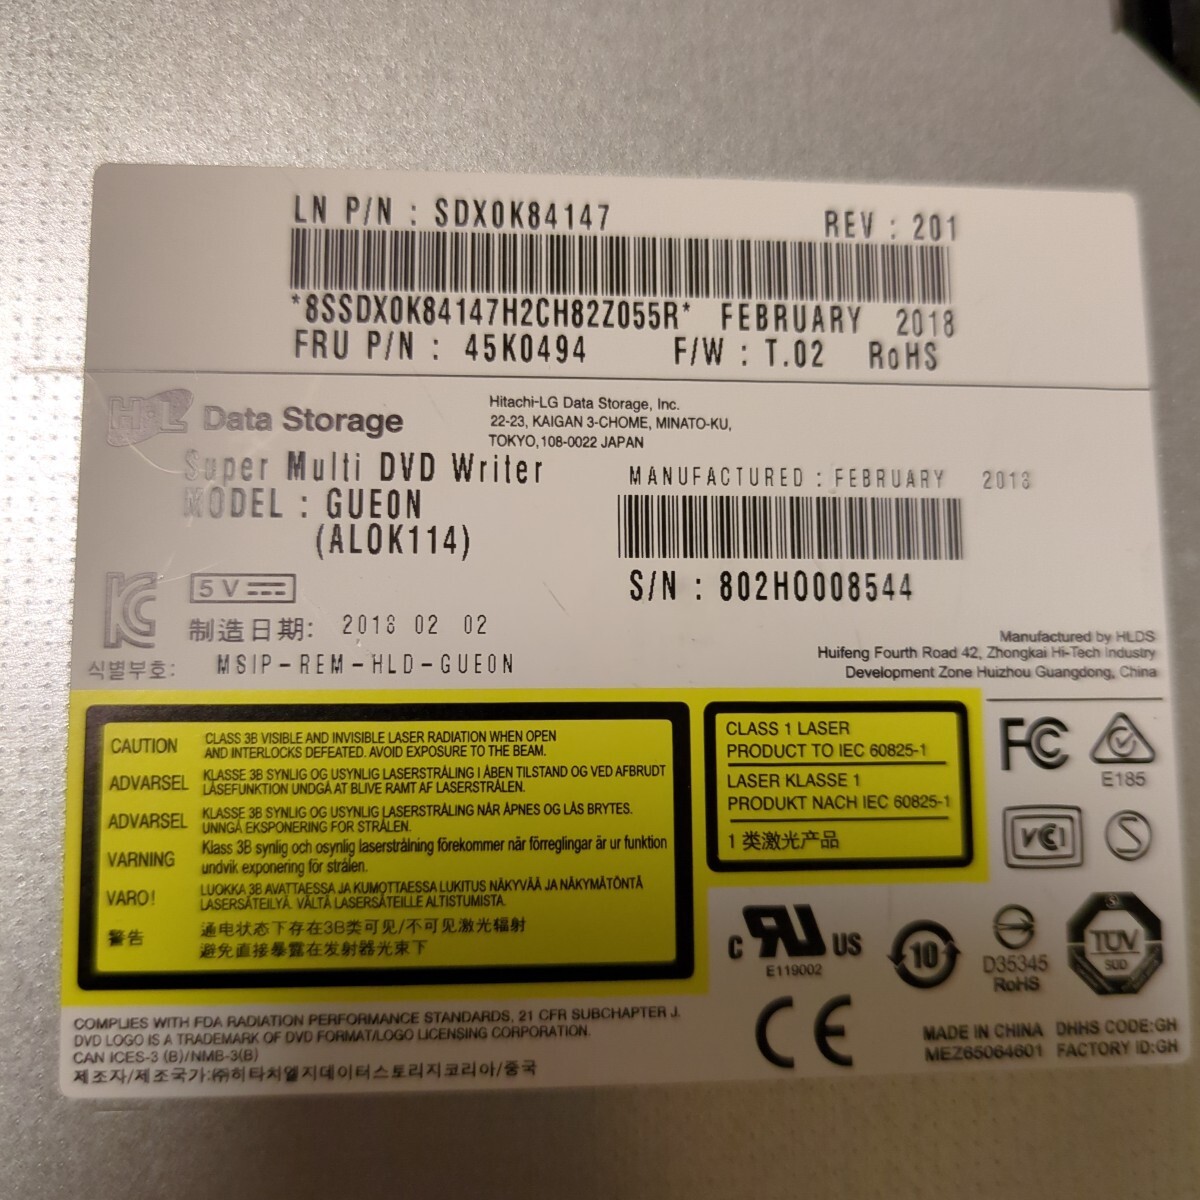 LN P/N : SDX0K84147 REV : 201
*8SSDX0K84147H2CH82Z055R* FEBRUARY 2018
FRU P/N : 45K0494 F/W : T.02 RoHS
H·L Data Storage
Hitachi-LG Data Storage, Inc.
22-23, KAIGAN 3-CHOME, MINATO-KU,
TOKYO,108-0022 JAPAN
Super Multi DVD Writer
MODEL : GUE0N
(ALOK114)
MANUFACTURED : FEBRUARY 2018
S/N : 802HO008544
5V
制造日期: 2018 02 02
식별부호: MSIP-REM-HLD-GUE0N
Manufactured by HLDS
Huifeng Fourth Road 42, Zhongkai Hi-Tech Industry
Development Zone Huizhou Guangdong, China
CAUTION CLASS 3B VISIBLE AND INVISIBLE LASER RADIATION WHEN OPEN
AND INTERLOCKS DEFEATED. AVOID EXPOSURE TO THE BEAM.
ADVARSEL KLASSE 3B SYNLIG OG USYNLIG LASERSTRÅLING I ÅBEN TILSTAND OG VED AFBRUDT
LÅSEFUNKTION UNDGÅ AT BLIVE RAMT AF LASERSTRÅLEN.
ADVARSEL KLASSE 3B SYNLIG OG USYNLIG LASERSTRÅLING NÅR ÅPNES OG LÅS BRYTES.
UNNGÅ EKSPONERING FOR STRÅLEN.
VARNING Klass 3B synlig och osynlig laserstrålning förekommer när förreglingar är ur funktion
undvik exponering för strålen.
VARO! LUOKKA 3B AVATTAESSA JA KUMOTTAESSA LUKITUS NÄKYVÄÄ JA NÄKYMÄTÖNTÄ
LASERSÄTEILYÄ. VÄLTÄ LASERSÄTEILLE ALTISTUMISTA.
警告 通电状态下存在3B类可见/不可见激光辐射
避免直接暴露在发射器光束下
CLASS 1 LASER
PRODUCT TO IEC 60825-1
LASER KLASSE 1
PRODUKT NACH IEC 60825-1
1 类激光产品
FC
E185
VCI
S
c RU US
E119002
10
D35345
RoHS
TÜV
SÜD
CE
COMPLIES WITH FDA RADIATION PERFORMANCE STANDARDS, 21 CFR SUBCHAPTER J.
DVD LOGO IS A TRADEMARK OF DVD FORMAT/LOGO LICENSING CORPORATION.
CAN ICES-3 (B)/NMB-3(B)
제조자/제조국가:㈜히타치엘지데이터스토리지코리아/중국
MADE IN CHINA DHHS CODE:GH
MEZ65064601 FACTORY ID:GH